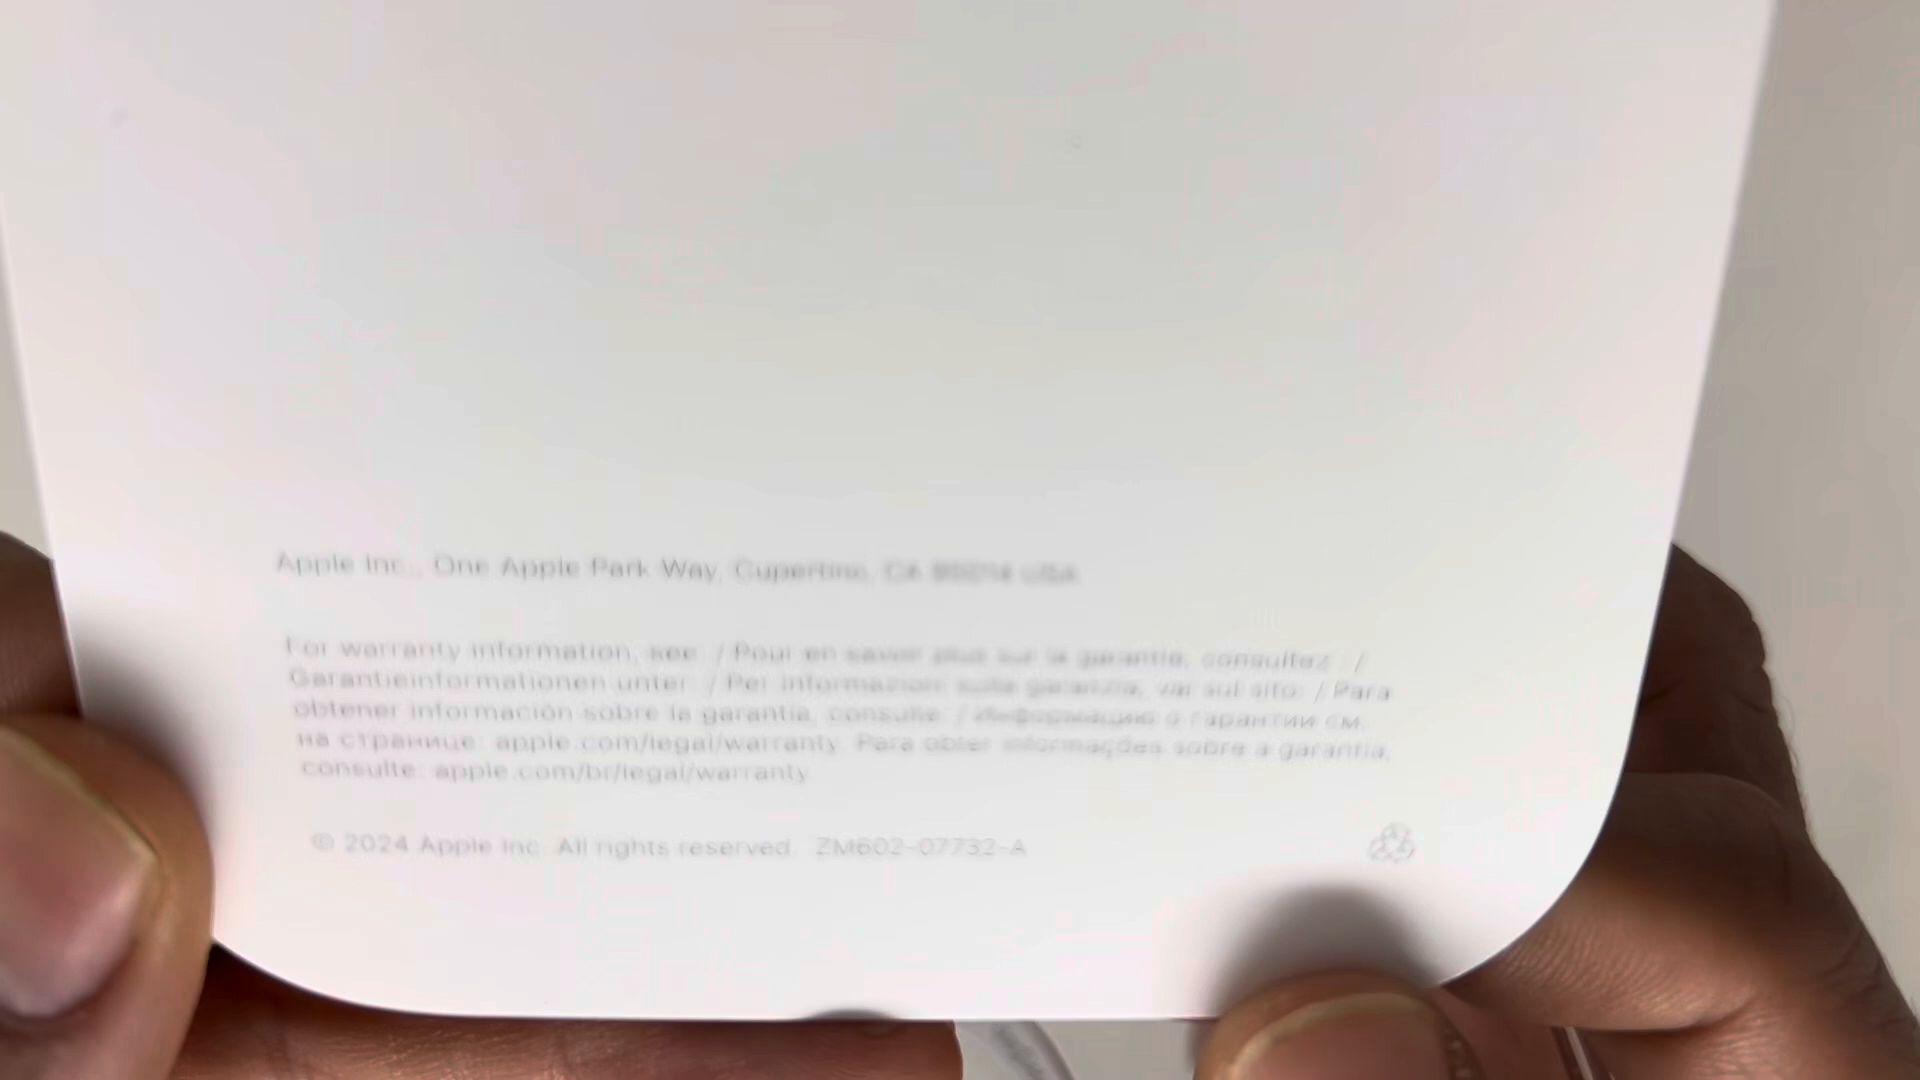 Apple Inc., One Apple Park Way, Cupertino, CA 95014 USA
For warranty information, see: / Pour en savoir plus sur la garantie, consultez : /
Garantieinformationen unter: / Per informazioni sulla garanzia, vai sul sito: / Para
obtener información sobre la garantía, consulte: / Информацию о гарантии см.
на странице: apple.com/legal/warranty. Para obter informações sobre a garantia,
consulte: apple.com/br/legal/warranty
© 2024 Apple Inc. All rights reserved. ZM602-07732-A